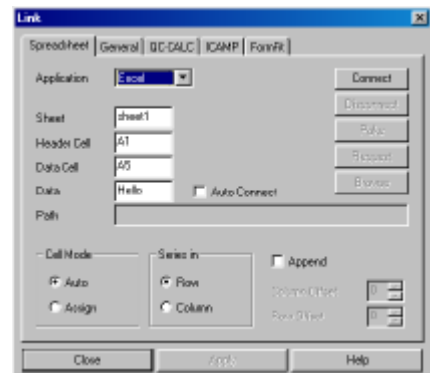 Link
Spreadsheet General QC-CALC ICAMP FormFit
Application Excel Connect
Disconnect
Sheet sheet1 Poke
Header Cell A1 Request
Data Cell A5 Browse
Data Hello Auto Connect
Path
Cell Mode Series in Append
Auto Row Column Offset 0
Assign Column Row Offset 0
Close Apply Help